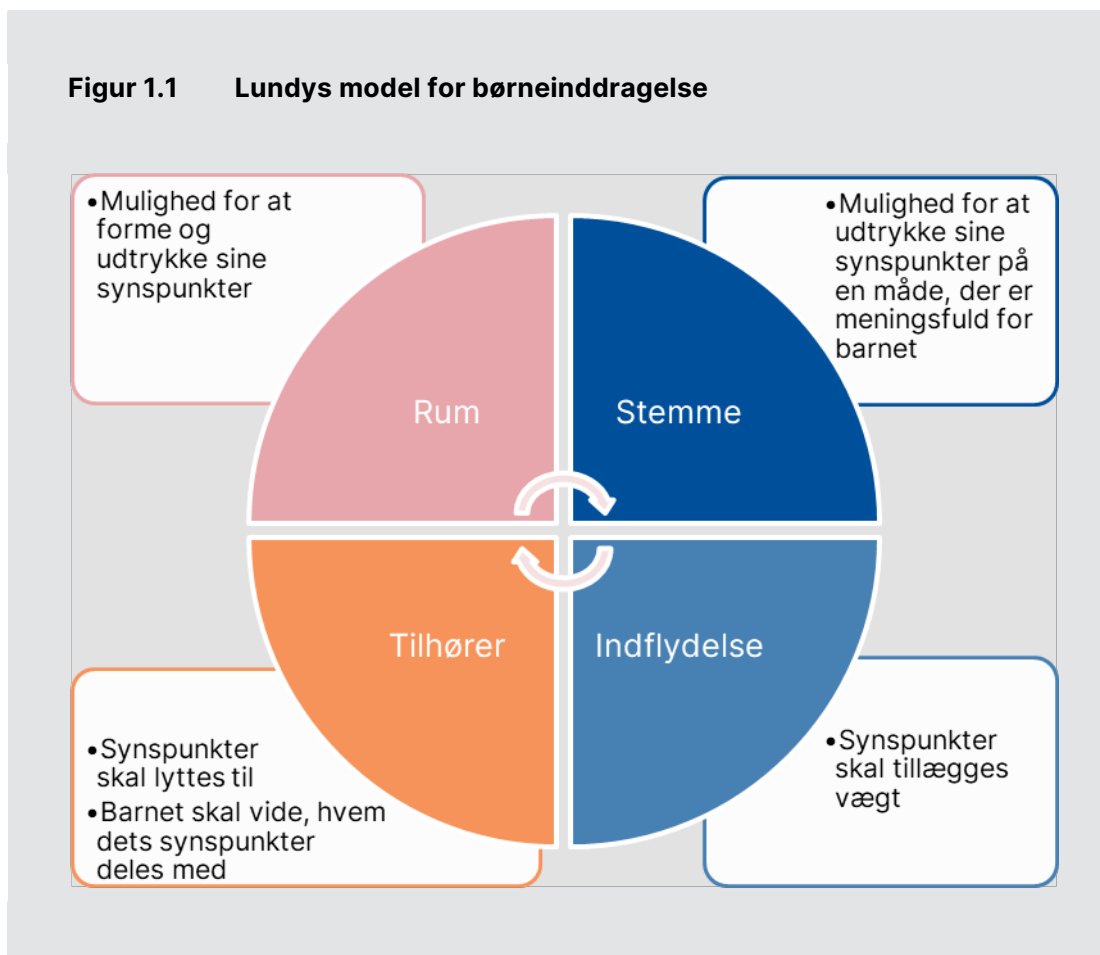 Figur 1.1 Lundys model for børneinddragelse
•Mulighed for at
forme og
udtrykke sine
synspunkter
•Mulighed for at
udtrykke sine
synspunkter på
en måde, der er
meningsfuld for
barnet
Rum
Stemme
Tilhører
Indflydelse
•Synspunkter
skal lyttes til
•Barnet skal vide, hvem
dets synspunkter
deles med
•Synspunkter
skal tillægges
vægt